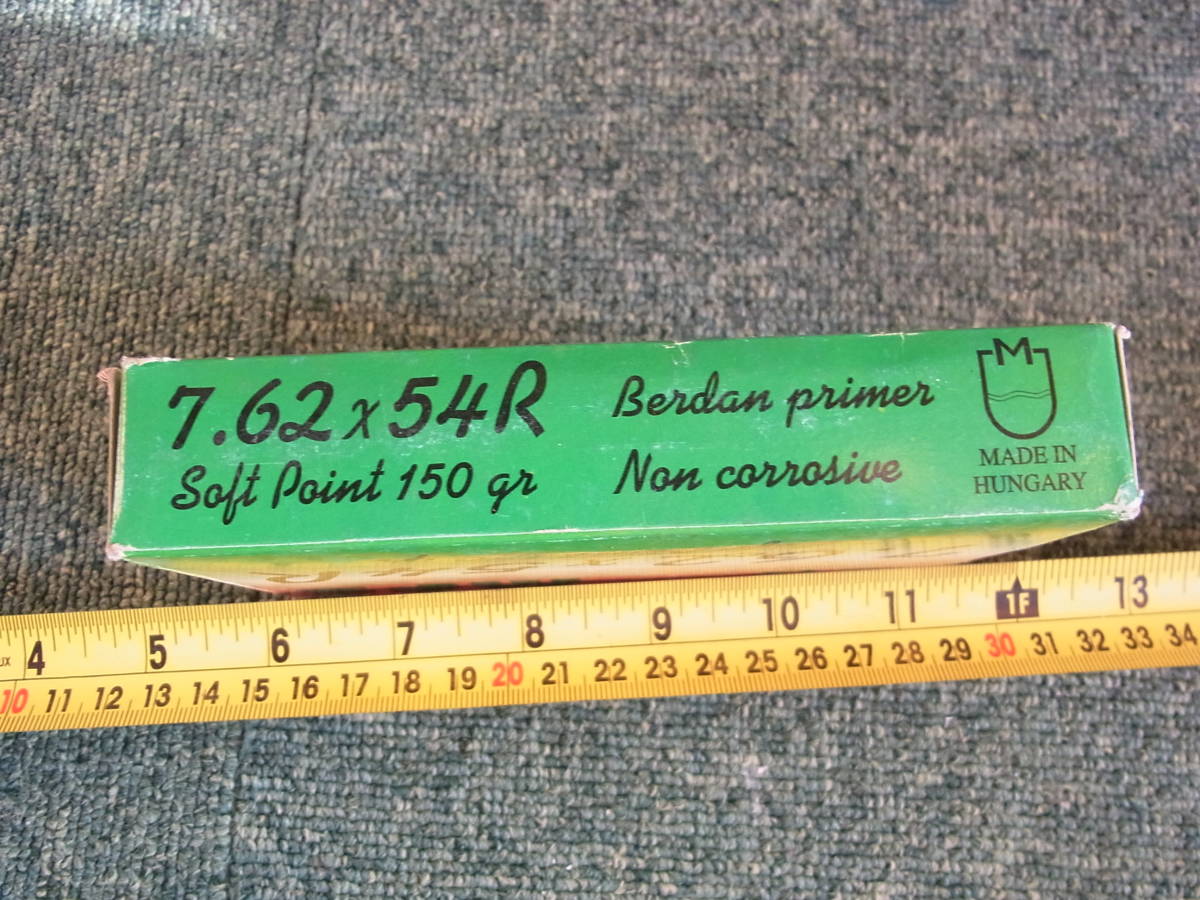 7.62 x 54R
Soft Point 150 gr
Berdan primer
Non corrosive
M
MADE IN
HUNGARY
4 5 6 7 8 9 10 11 1F 13
10 11 12 13 14 15 16 17 18 19 20 21 22 23 24 25 26 27 28 29 30 31 32 33 34